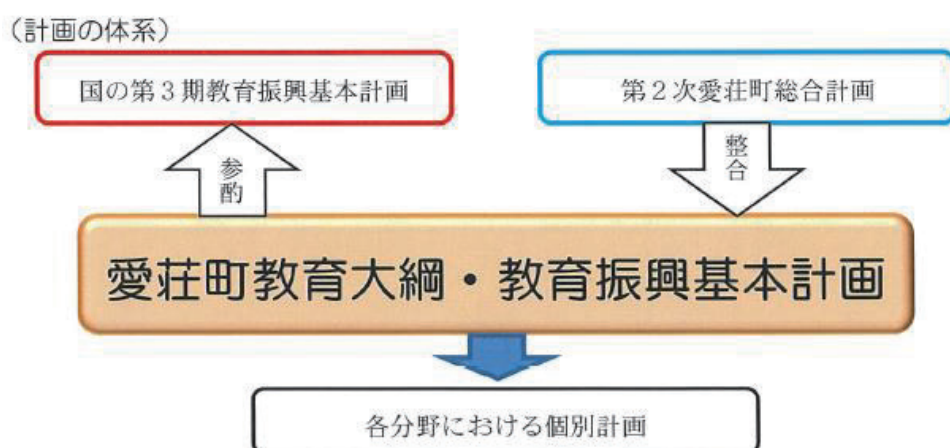 （計画の体系）
国の第３期教育振興基本計画
第２次愛荘町総合計画
参酌
整合
愛荘町教育大綱・教育振興基本計画
各分野における個別計画